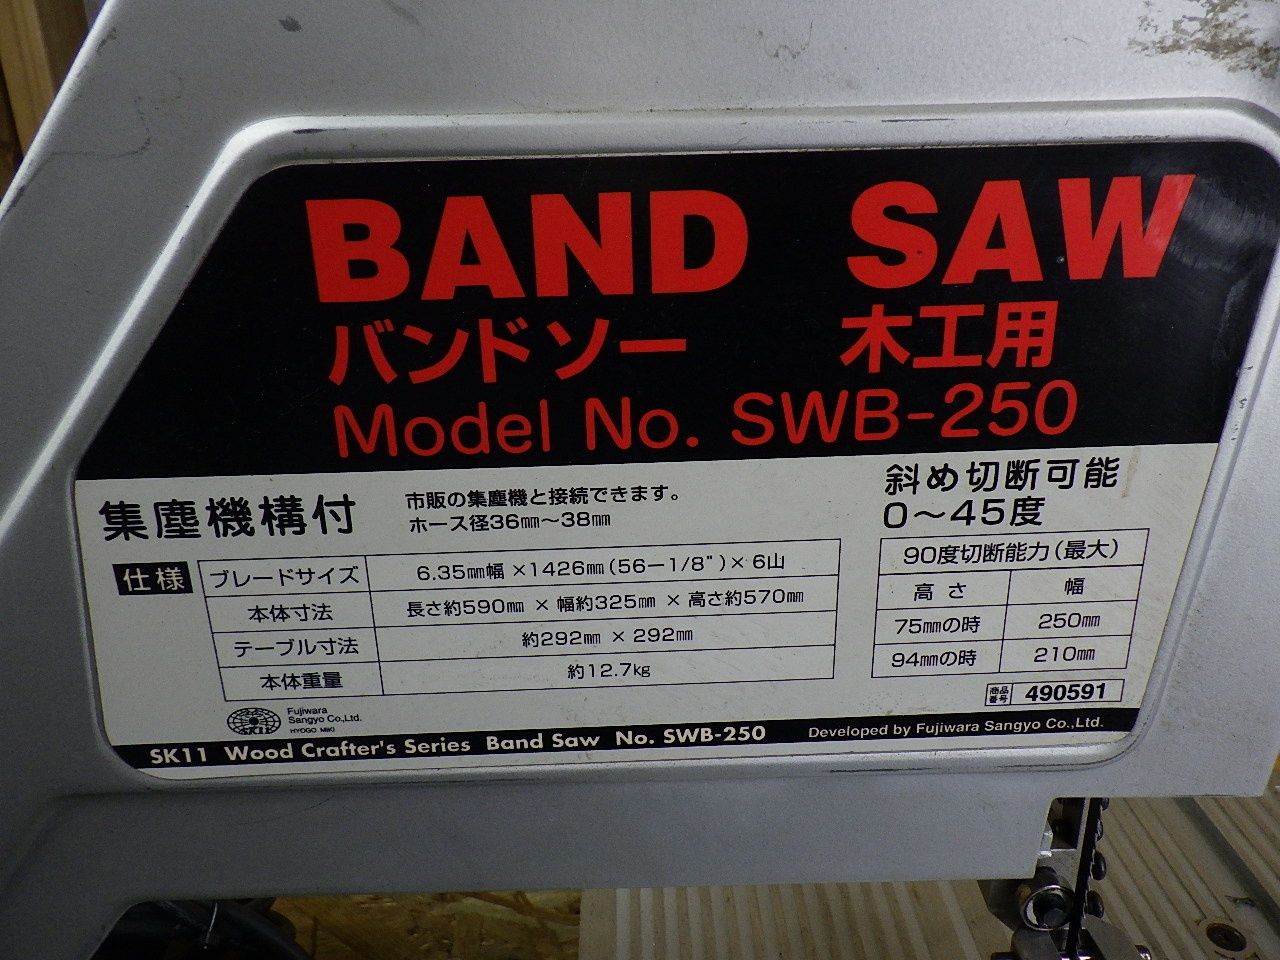 BAND SAW
バンドソー 木工用
Model No. SWB-250
集塵機構付
市販の集塵機と接続できます。
ホース径36㎜～38㎜
斜め切断可能
0～45度
仕様
ブレードサイズ 6.35㎜幅×1426㎜(56－1/8")×6山
本体寸法 長さ約590㎜ × 幅約325㎜ × 高さ約570㎜
テーブル寸法 約292㎜ × 292㎜
本体重量 約12.7㎏
90度切断能力(最大)
高さ 幅
75㎜の時 250㎜
94㎜の時 210㎜
商品番号 490591
SK11
Fujiwara
Sangyo Co.,Ltd.
HYOGO MIKI
SK11 Wood Crafter's Series Band Saw No. SWB-250
Developed by Fujiwara Sangyo Co.,Ltd.